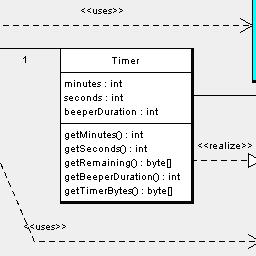 <<uses>>
1
Timer
minutes : int
seconds : int
beeperDuration : int
getMinutes() : int
getSeconds() : int
<<realize>>
getRemaining() : byte[]
getBeeperDuration() : int
getTimerBytes() : byte[]
<<uses>>